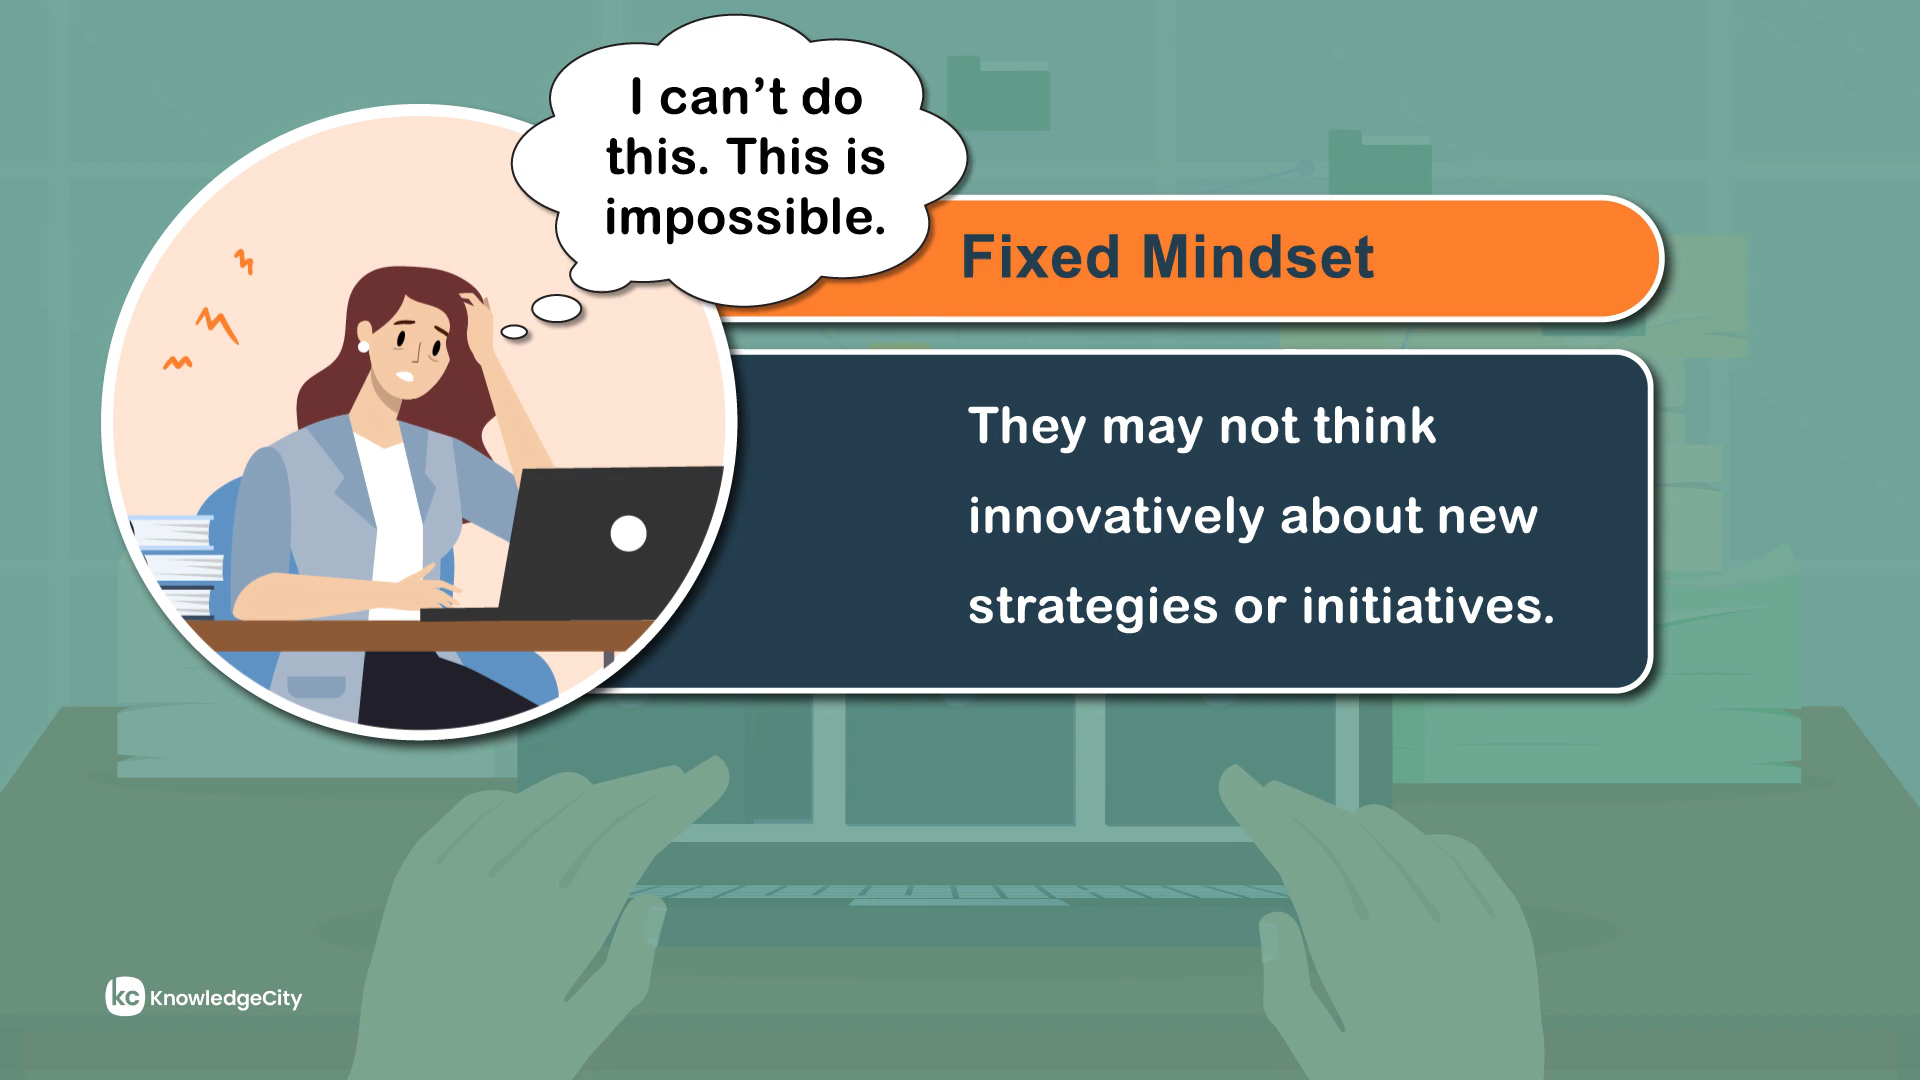 I can't do
this. This is
impossible.
Fixed Mindset
They may not think
innovatively about new
strategies or initiatives.
kc KnowledgeCity